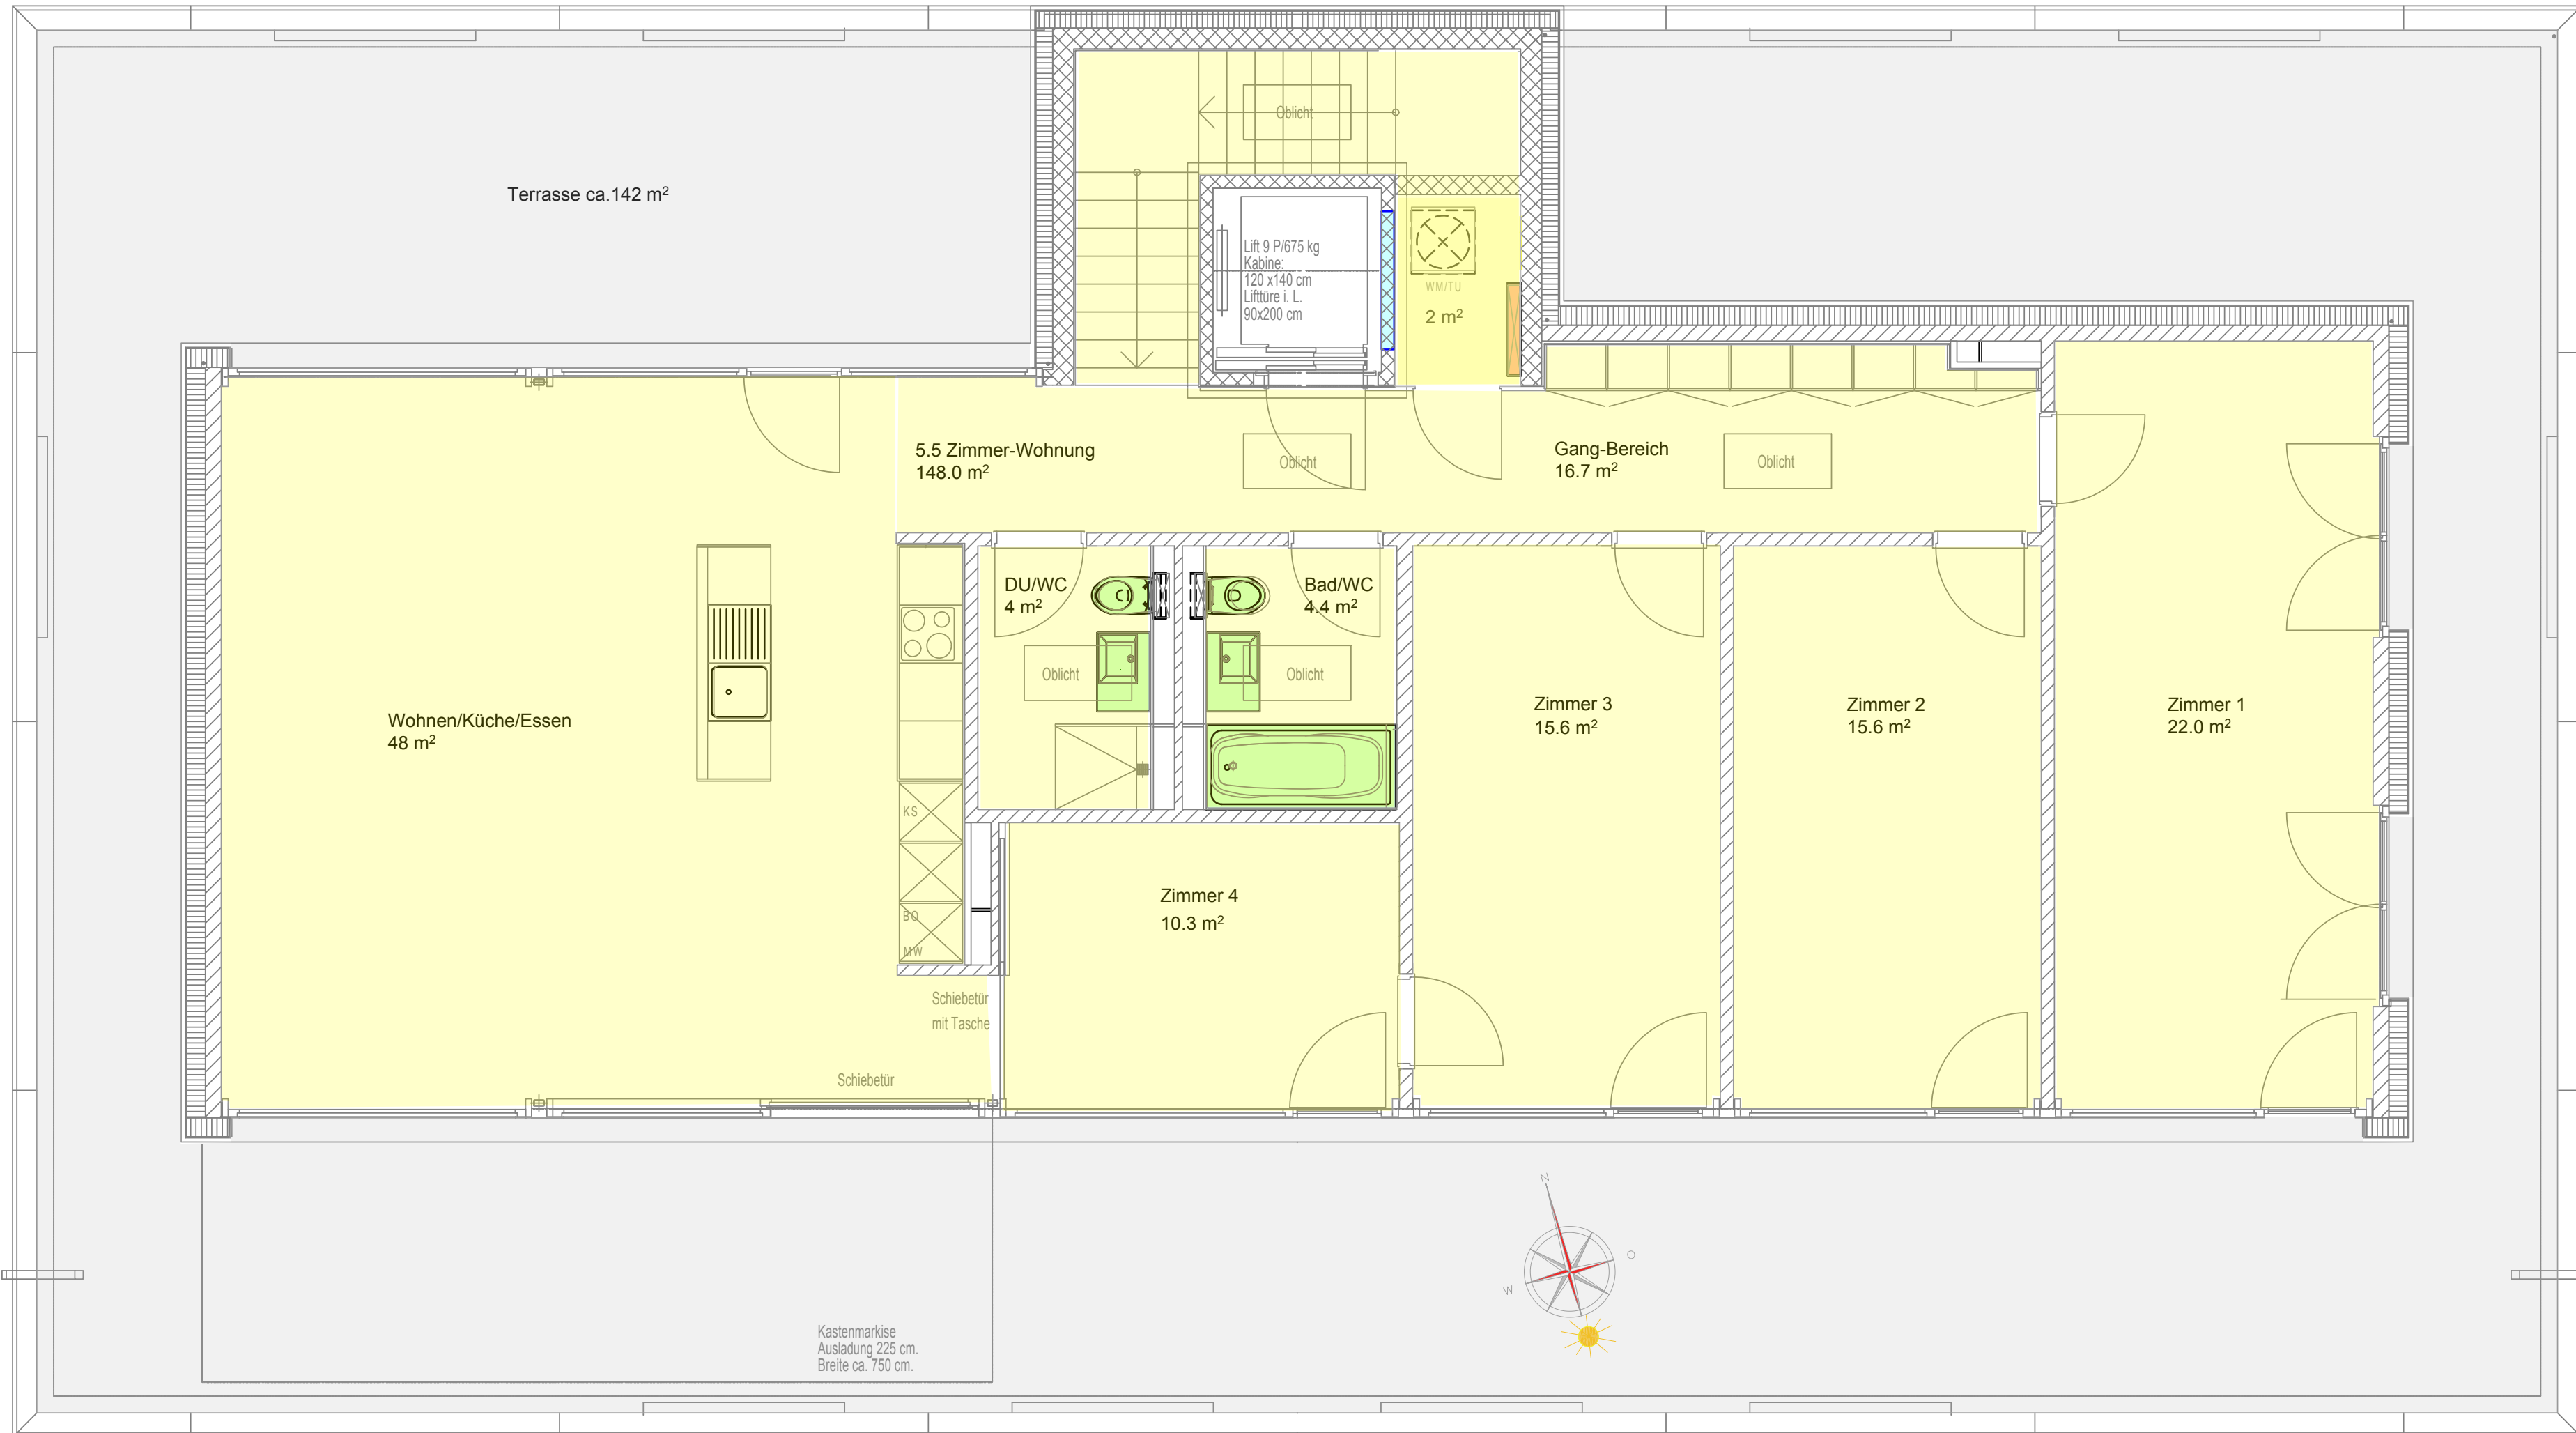 Oblicht
Terrasse ca.142 m²
Lift 9 P/675 kg
Kabine:
120 x140 cm
Lifttüre i. L.
90x200 cm
WM/TU
2 m²
5.5 Zimmer-Wohnung
148.0 m²
Oblicht
Gang-Bereich
16.7 m²
Oblicht
DU/WC
4 m²
Bad/WC
4.4 m²
Oblicht
Oblicht
Wohnen/Küche/Essen
48 m²
Zimmer 3
15.6 m²
Zimmer 2
15.6 m²
Zimmer 1
22.0 m²
KS
Zimmer 4
10.3 m²
BO
MW
Schiebetür
mit Tasche
Schiebetür
N
O
W
Kastenmarkise
Ausladung 225 cm.
Breite ca. 750 cm.